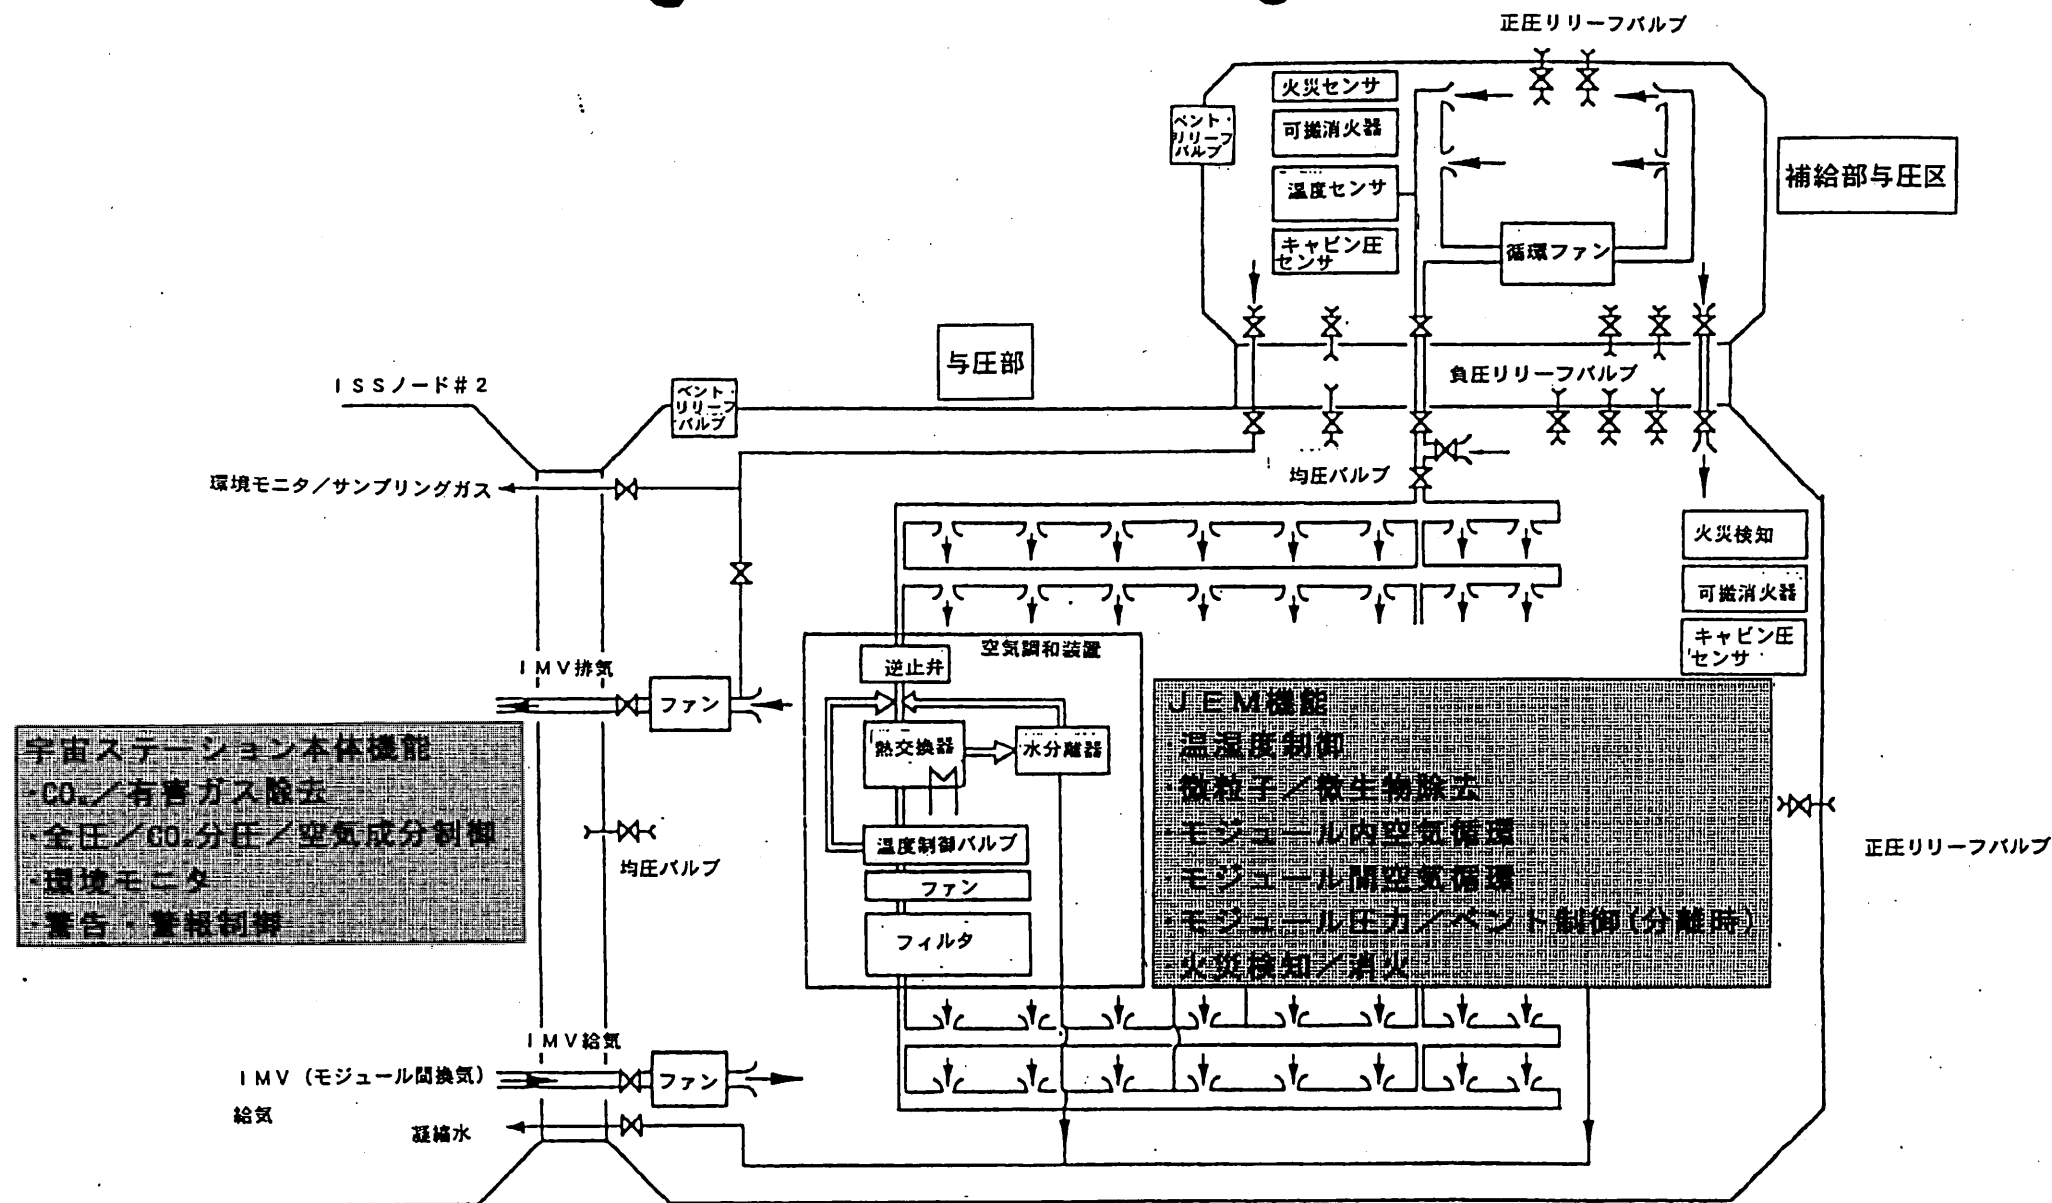 正圧リリーフバルブ
火災センサ
ベント・
リリーフ
バルブ
可搬消火器
補給部与圧区
温度センサ
キャビン圧
センサ
循環ファン
与圧部
ISSノード#2
ベント・
リリーフ
バルブ
負圧リリーフバルブ
環境モニタ/サンプリングガス
均圧バルブ
火災検知
可搬消火器
キャビン圧
センサ
空気調和装置
逆止弁
IMV排気
ファン
熱交換器
水分離器
温度制御バルブ
ファン
フィルタ
宇宙ステーション本体機能
・CO₂/有害ガス除去
・全圧/CO₂分圧/空気成分制御
・環境モニタ
・警告・警報制御
均圧バルブ
JEM機能
・温湿度制御
・微粒子/微生物除去
・モジュール内空気循環
・モジュール間空気循環
・モジュール圧力/ベント制御(分離時)
・火災検知/消火
正圧リリーフバルブ
IMV給気
ファン
IMV(モジュール間換気)
給気
凝縮水